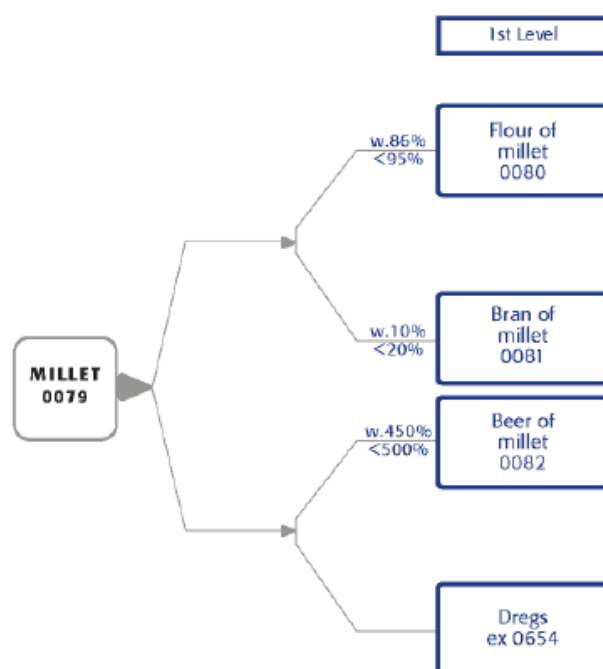 1st Level
w.86%
<95%
Flour of
millet
0080
w.10%
<20%
Bran of
millet
0081
MILLET
0079
w.450%
<500%
Beer of
millet
0082
Dregs
ex 0654